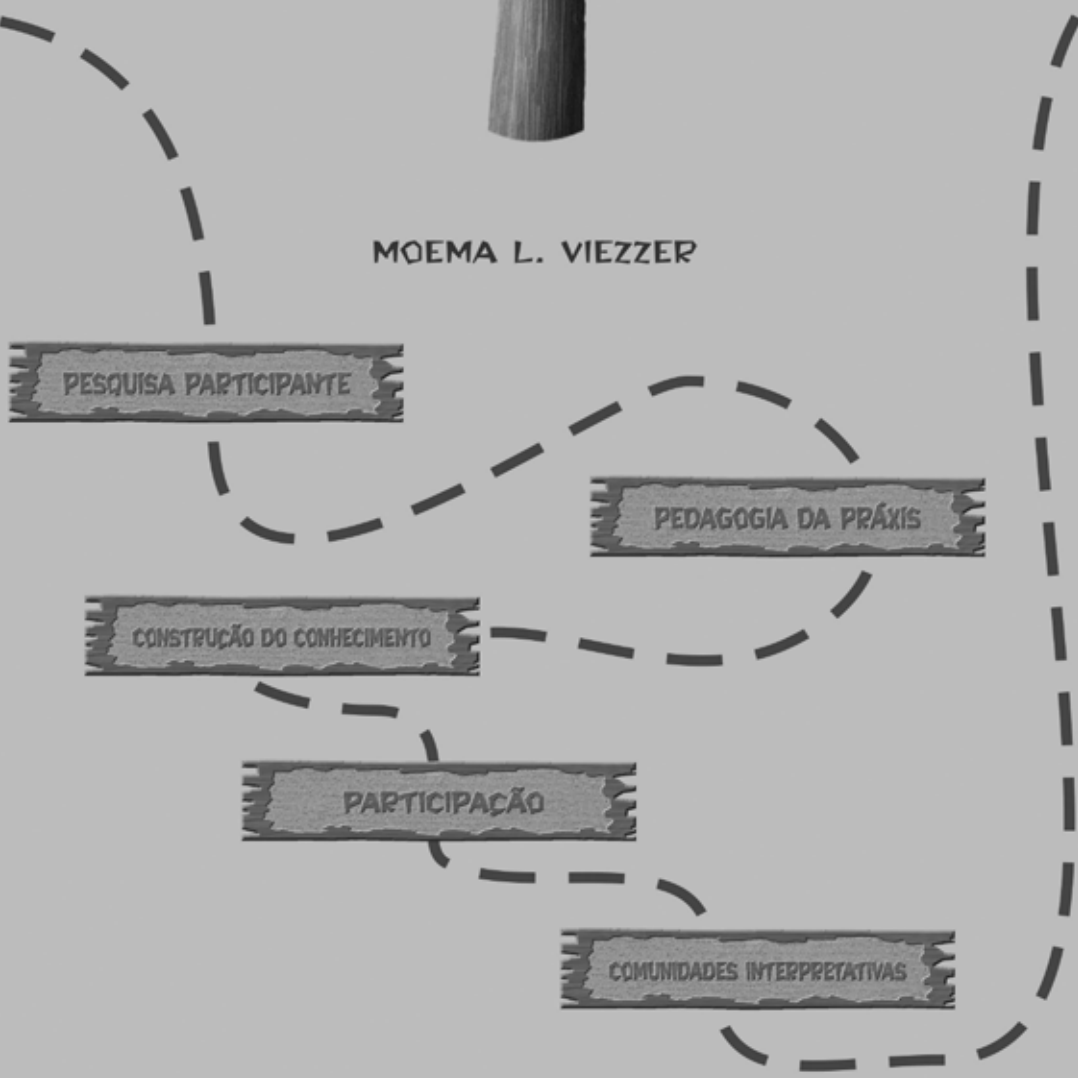 MOEMA L. VIEZZER
PESQUISA PARTICIPANTE
PEDAGOGIA DA PRÁXIS
CONSTRUÇÃO DO CONHECIMENTO
PARTICIPAÇÃO
COMUNIDADES INTERPRETATIVAS